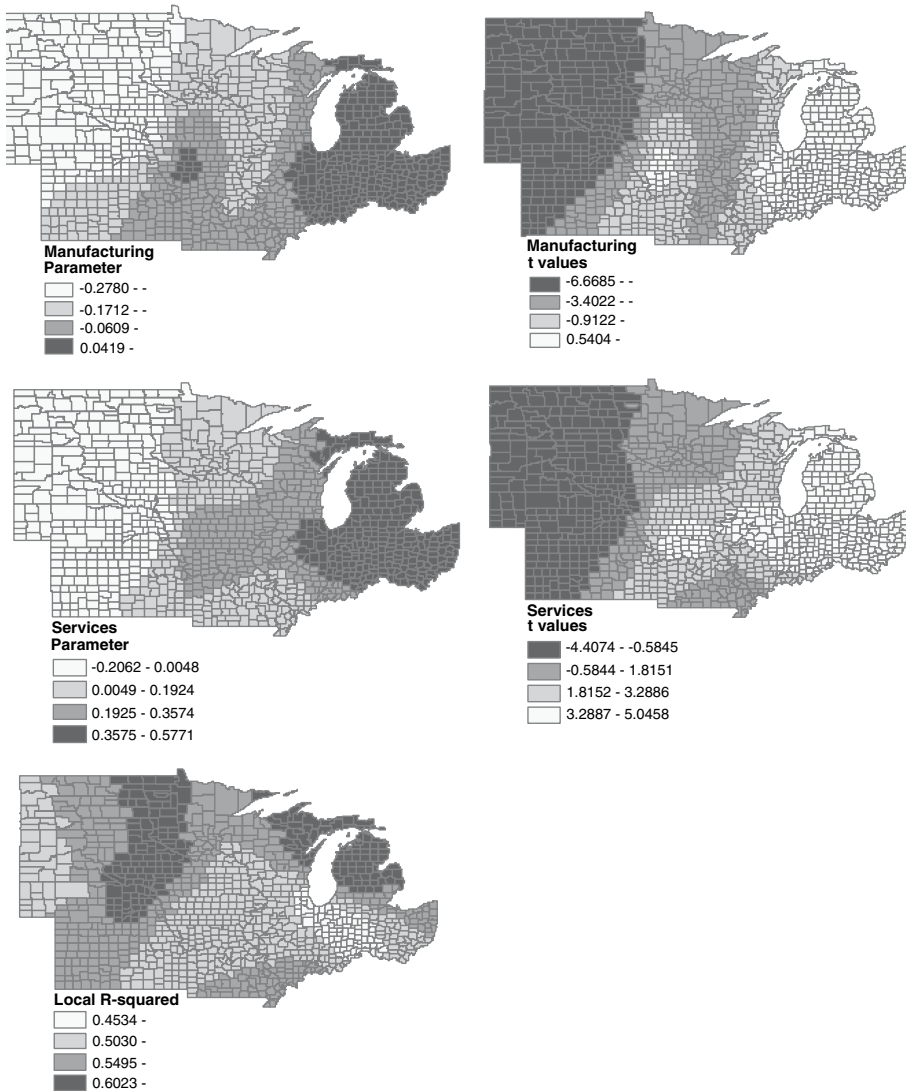 Manufacturing
Parameter
-0.2780 - -
-0.1712 - -
-0.0609 -
0.0419 -
Manufacturing
t values
-6.6685 - -
-3.4022 - -
-0.9122 -
0.5404 -
Services
Parameter
-0.2062 - 0.0048
0.0049 - 0.1924
0.1925 - 0.3574
0.3575 - 0.5771
Services
t values
-4.4074 - -0.5845
-0.5844 - 1.8151
1.8152 - 3.2886
3.2887 - 5.0458
Local R-squared
0.4534 -
0.5030 -
0.5495 -
0.6023 -